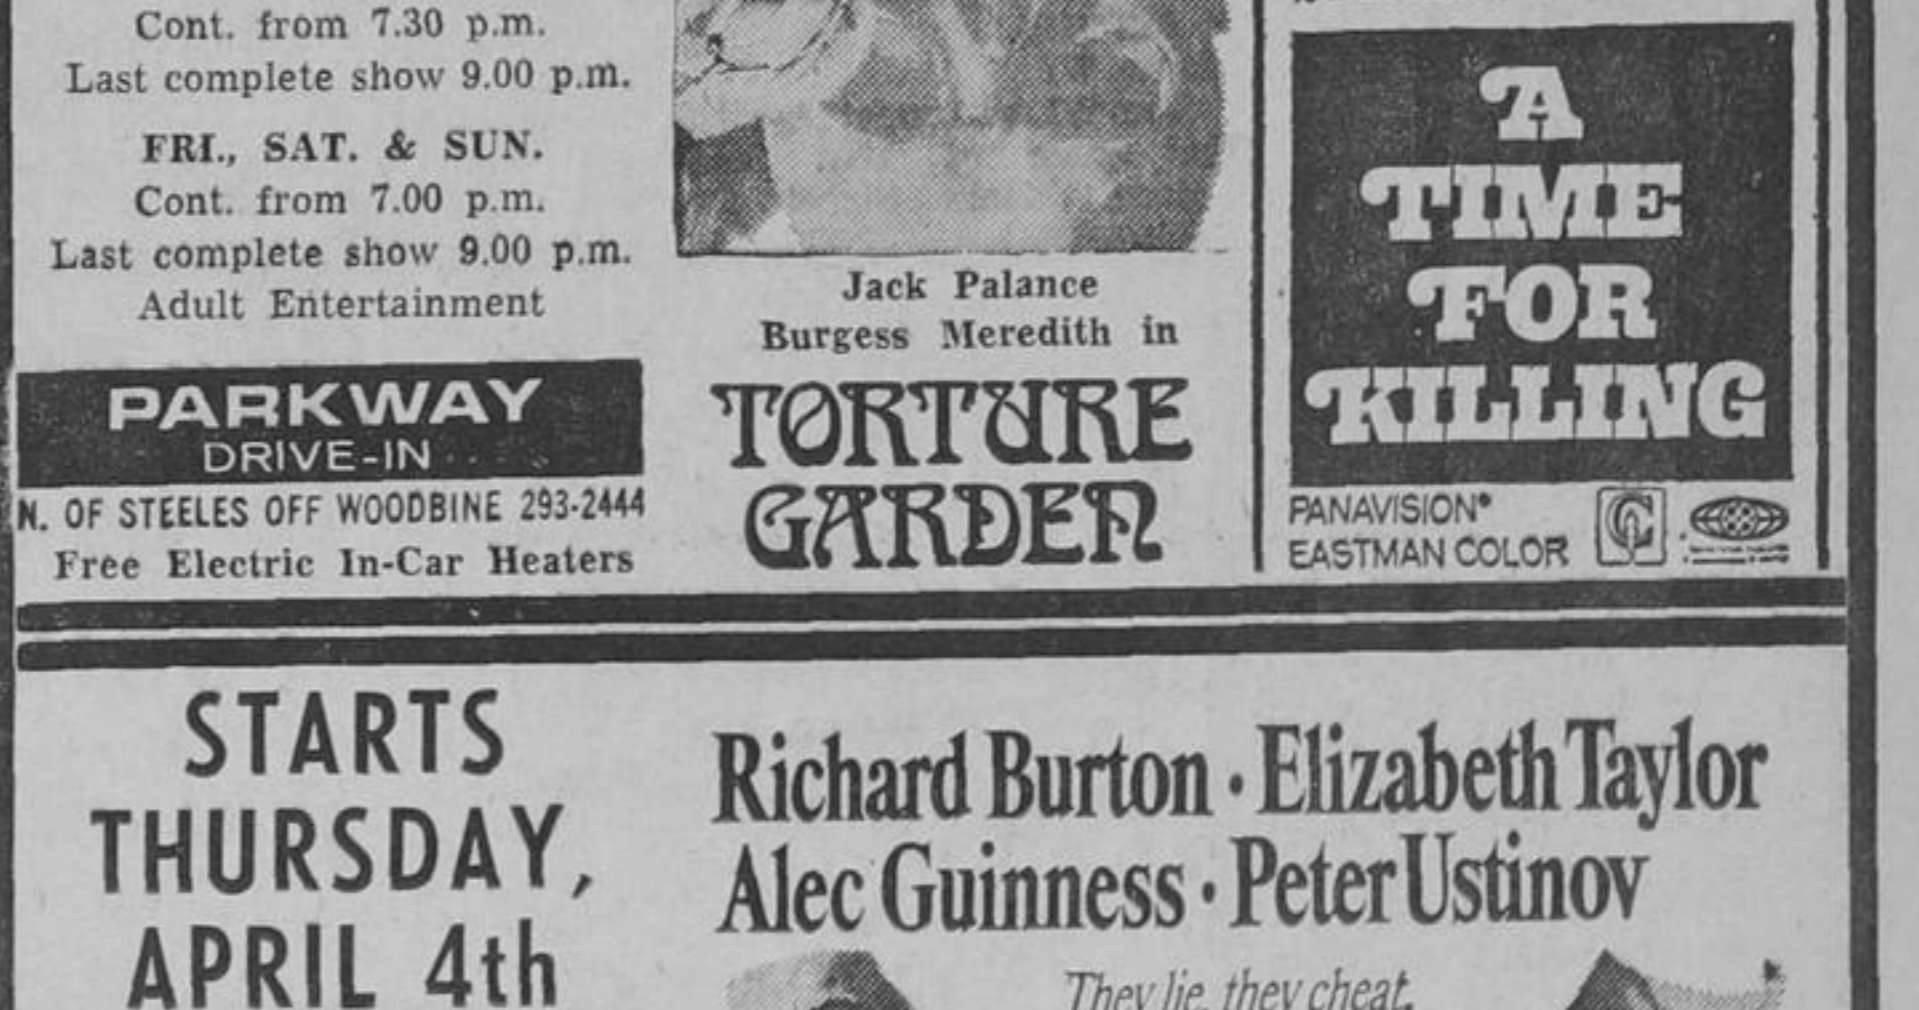 Cont. from 7.30 p.m.
Last complete show 9.00 p.m.
FRI., SAT. & SUN.
Cont. from 7.00 p.m.
Last complete show 9.00 p.m.
Adult Entertainment
PARKWAY
DRIVE-IN
N. OF STEELES OFF WOODBINE 293-2444
Free Electric In-Car Heaters
Jack Palance
Burgess Meredith in
TORTURE
GARDEN
A
TIME
FOR
KILLING
PANAVISION®
EASTMAN COLOR
STARTS
THURSDAY,
APRIL 4th
Richard Burton · Elizabeth Taylor
Alec Guinness · Peter Ustinov
They lie, they cheat,